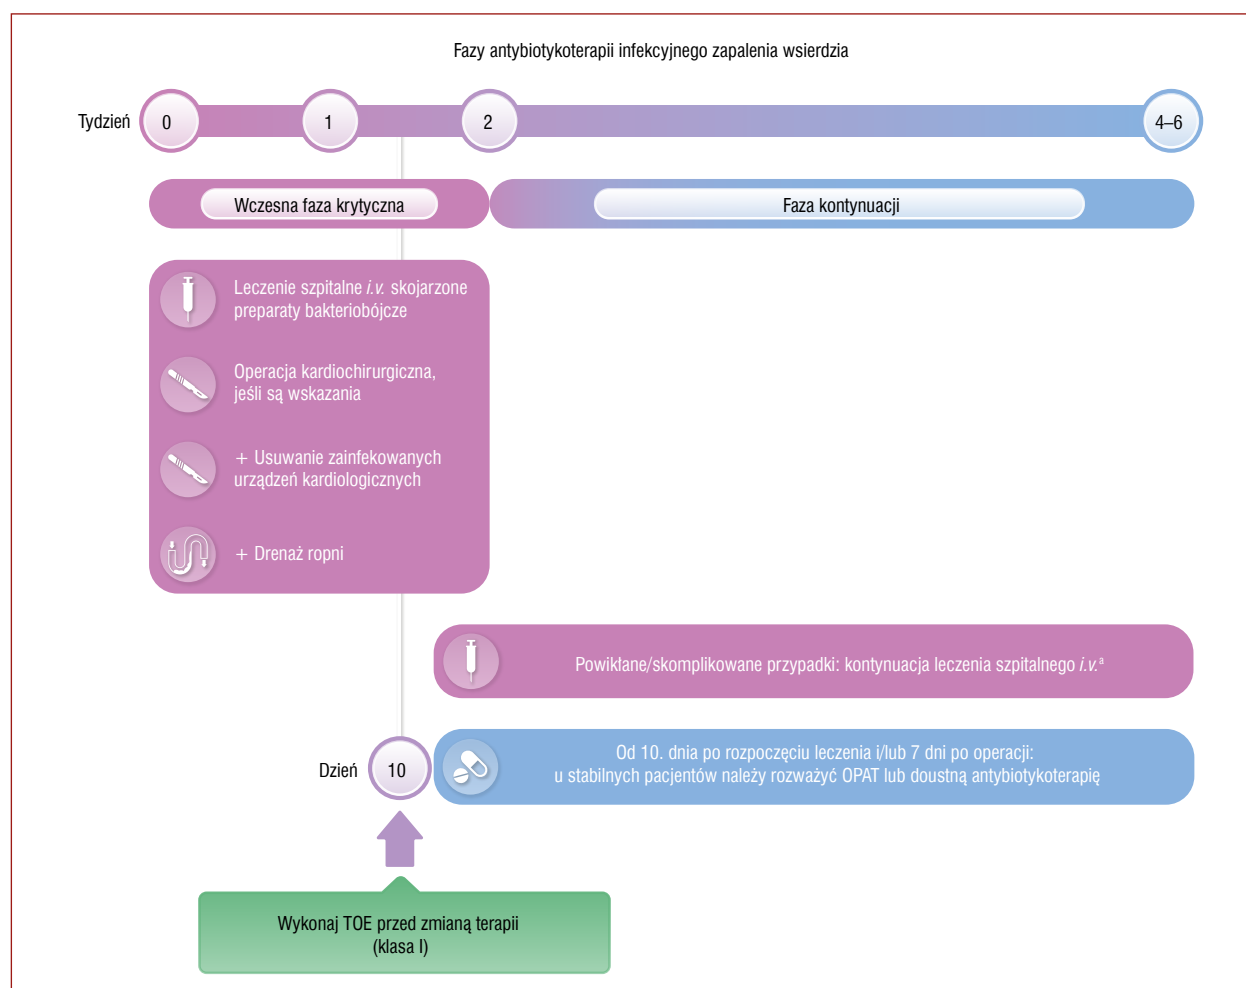 Fazy antybiotykoterapii infekcyjnego zapalenia wsierdzia
Tydzień 0 1 2 4–6
Wczesna faza krytyczna
Faza kontynuacji
Leczenie szpitalne i.v. skojarzone
preparaty bakteriobójcze
Operacja kardiochirurgiczna,
jeśli są wskazania
+ Usuwanie zainfekowanych
urządzeń kardiologicznych
+ Drenaż ropni
Powikłane/skomplikowane przypadki: kontynuacja leczenia szpitalnego i.v.ᵃ
Dzień 10
Od 10. dnia po rozpoczęciu leczenia i/lub 7 dni po operacji:
u stabilnych pacjentów należy rozważyć OPAT lub doustną antybiotykoterapię
Wykonaj TOE przed zmianą terapii
(klasa I)